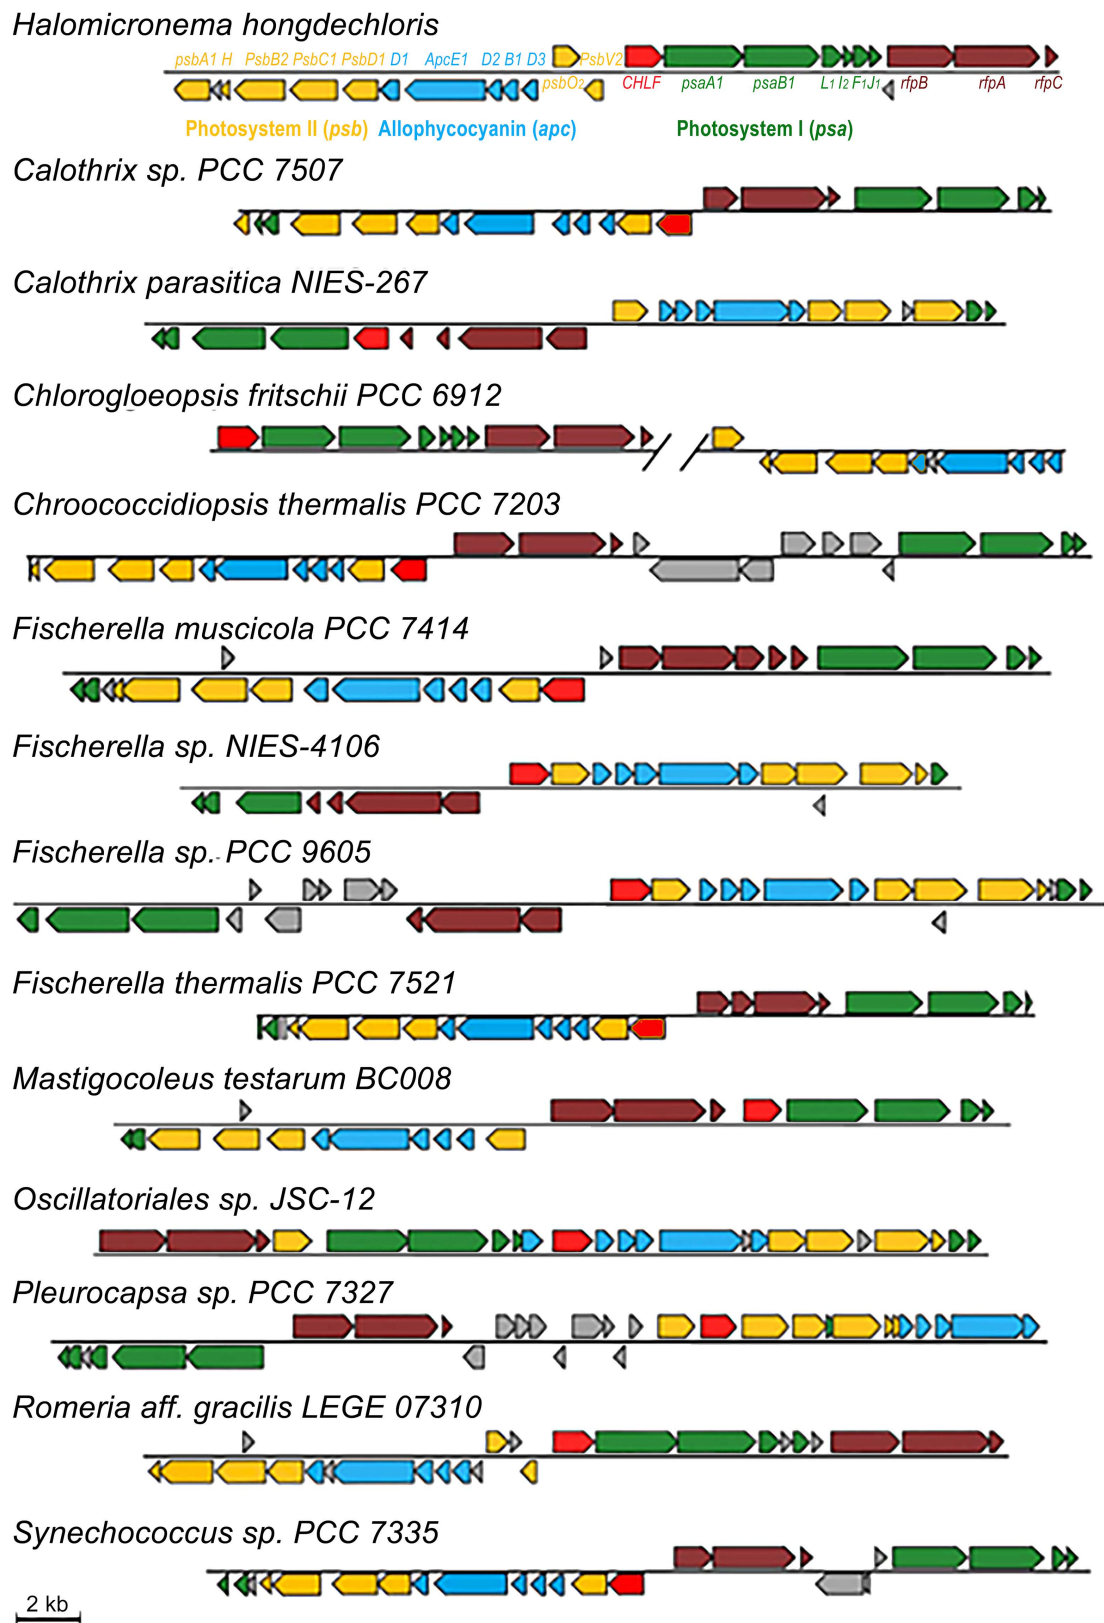 Halomicronema hongdechloris
psbA1 H PsbB2 PsbC1 PsbD1 D1 ApcE1 D2 B1 D3 PsbV2
psbO2 CHLF psaA1 psaB1 L1 I2 F1J1 rfpB rfpA rfpC
Photosystem II (psb) Allophycocyanin (apc) Photosystem I (psa)
Calothrix sp. PCC 7507
Calothrix parasitica NIES-267
Chlorogloeopsis fritschii PCC 6912
Chroococcidiopsis thermalis PCC 7203
Fischerella muscicola PCC 7414
Fischerella sp. NIES-4106
Fischerella sp. PCC 9605
Fischerella thermalis PCC 7521
Mastigocoleus testarum BC008
Oscillatoriales sp. JSC-12
Pleurocapsa sp. PCC 7327
Romeria aff. gracilis LEGE 07310
Synechococcus sp. PCC 7335
2 kb